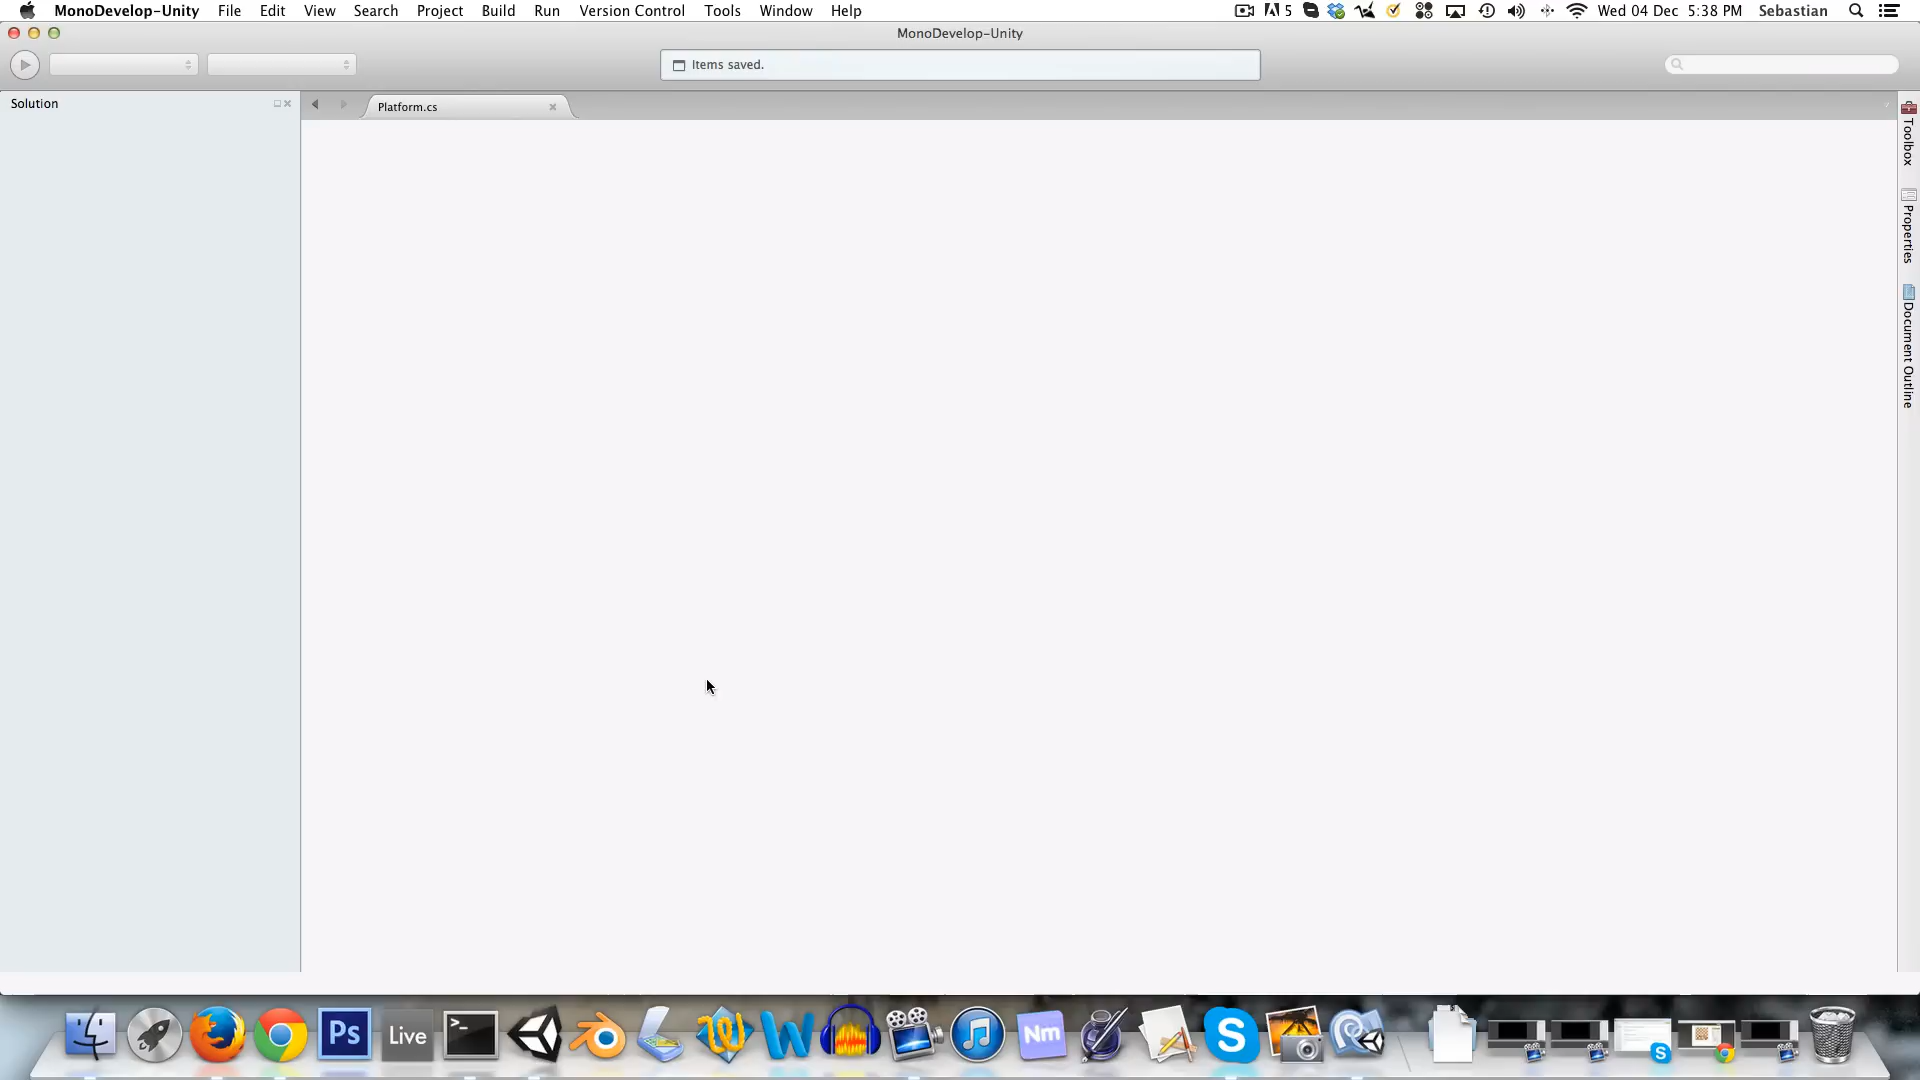 MonoDevelop-Unity File Edit View Search Project Build Run Version Control Tools Window Help 5 Wed 04 Dec 5:38 PM Sebastian
MonoDevelop-Unity
Items saved.
Solution
Platform.cs
Toolbox
Properties
Document Outline
Ps
Live
>_
W
Nm
S
S